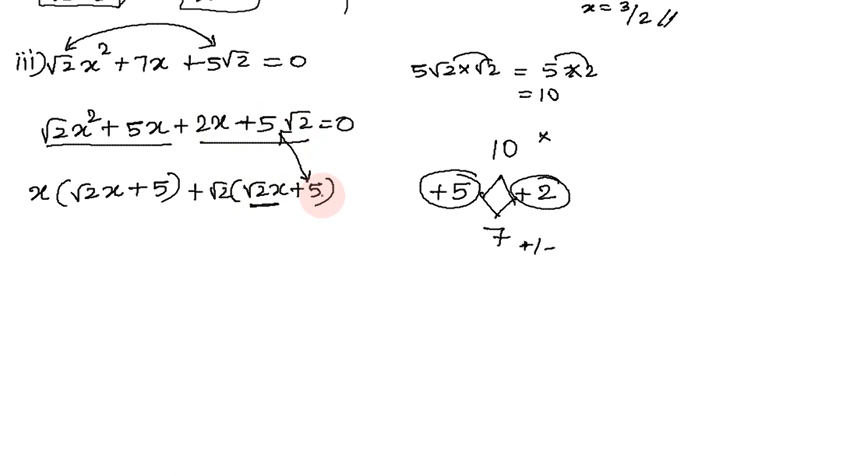 x = 3/2 //
iii) √2x² + 7x + 5√2 = 0
√2x² + 5x + 2x + 5√2 = 0
x(√2x + 5) + √2(√2x + 5)
5√2 × √2 = 5 × 2
= 10
10 ×
+5 +2
7 +/-